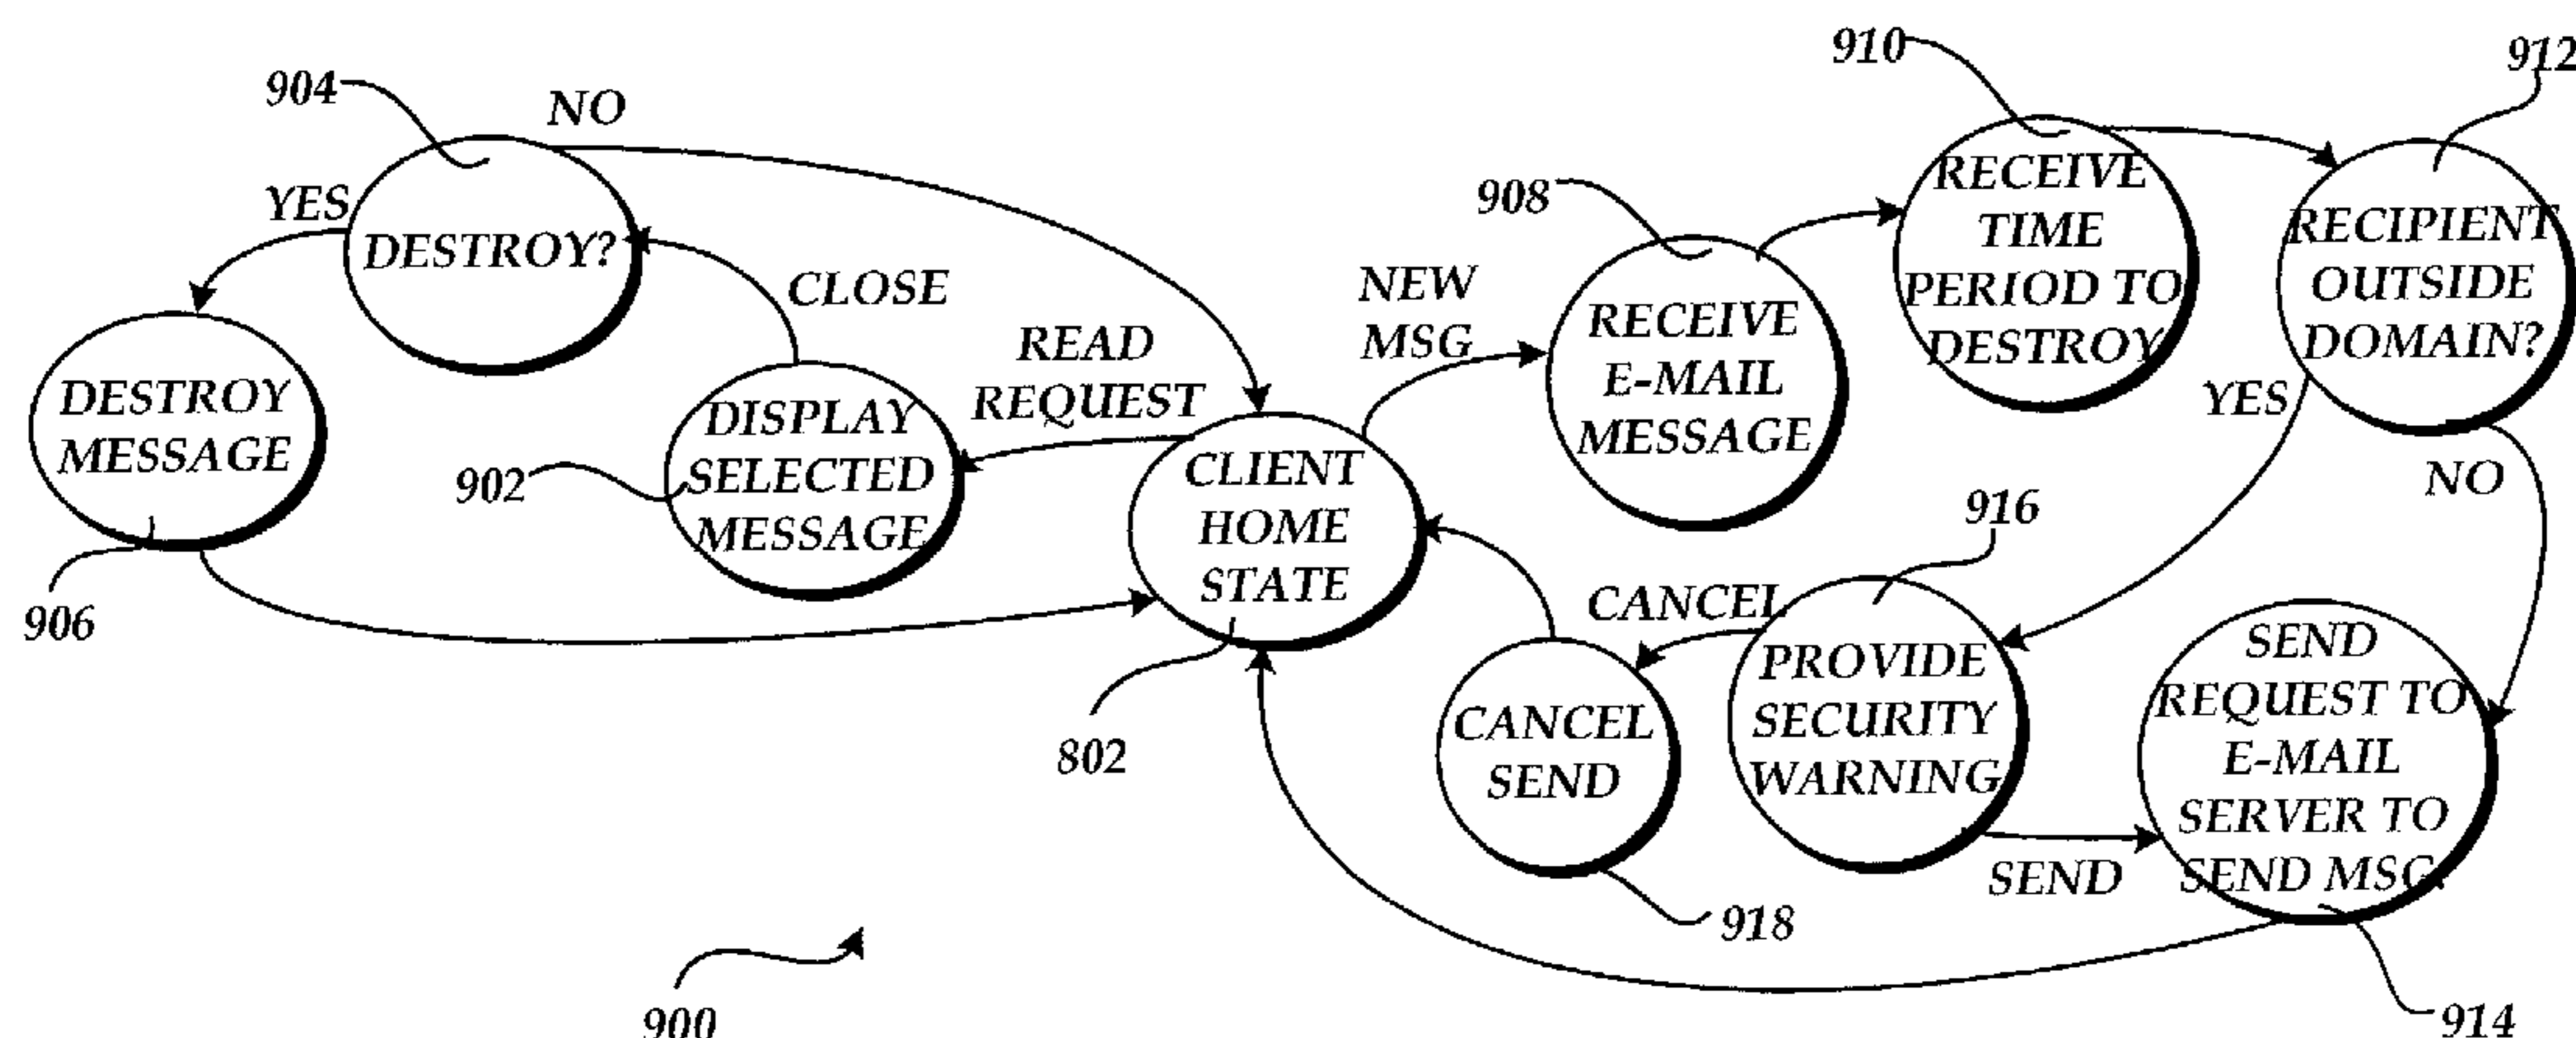 904
NO
YES
DESTROY?
CLOSE
DESTROY
MESSAGE
906
READ
REQUEST
DISPLAY
SELECTED
MESSAGE
902
CLIENT
HOME
STATE
802
NEW
MSG
908
RECEIVE
E-MAIL
MESSAGE
910
RECEIVE
TIME
PERIOD TO
DESTROY
912
RECIPIENT
OUTSIDE
DOMAIN?
YES
NO
916
CANCEL
PROVIDE
SECURITY
WARNING
CANCEL
SEND
918
SEND
SEND
REQUEST TO
E-MAIL
SERVER TO
SEND MSG.
914
900